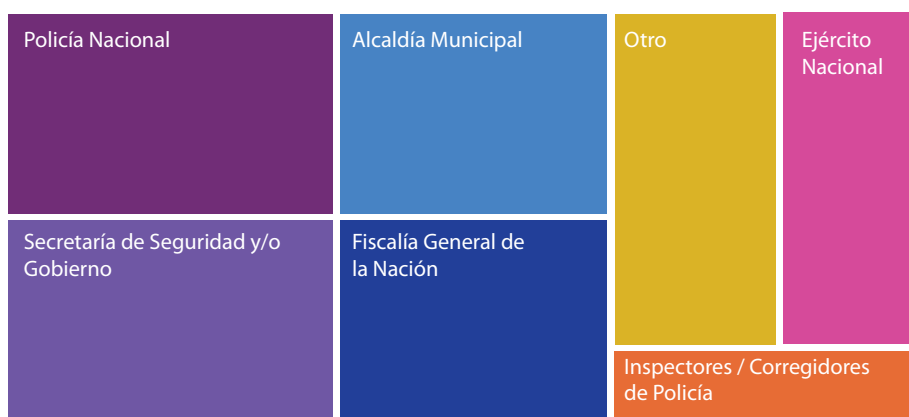 Policía Nacional
Alcaldía Municipal
Otro
Ejército
Nacional
Secretaría de Seguridad y/o
Gobierno
Fiscalía General de
la Nación
Inspectores / Corregidores
de Policía